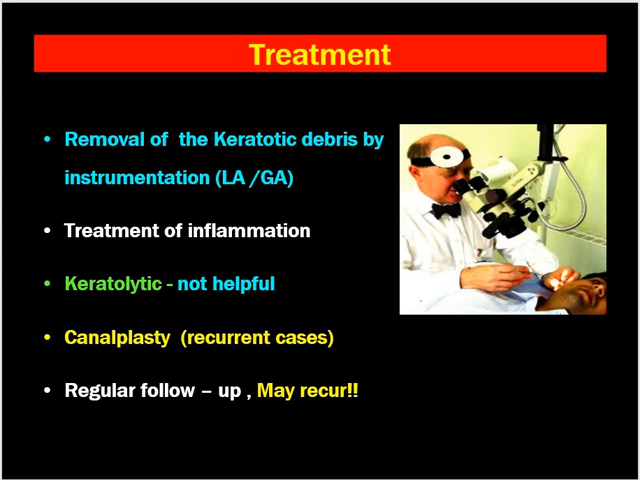 Treatment
• Removal of the Keratotic debris by
instrumentation (LA /GA)
• Treatment of inflammation
• Keratolytic - not helpful
• Canalplasty (recurrent cases)
• Regular follow – up , May recur!!